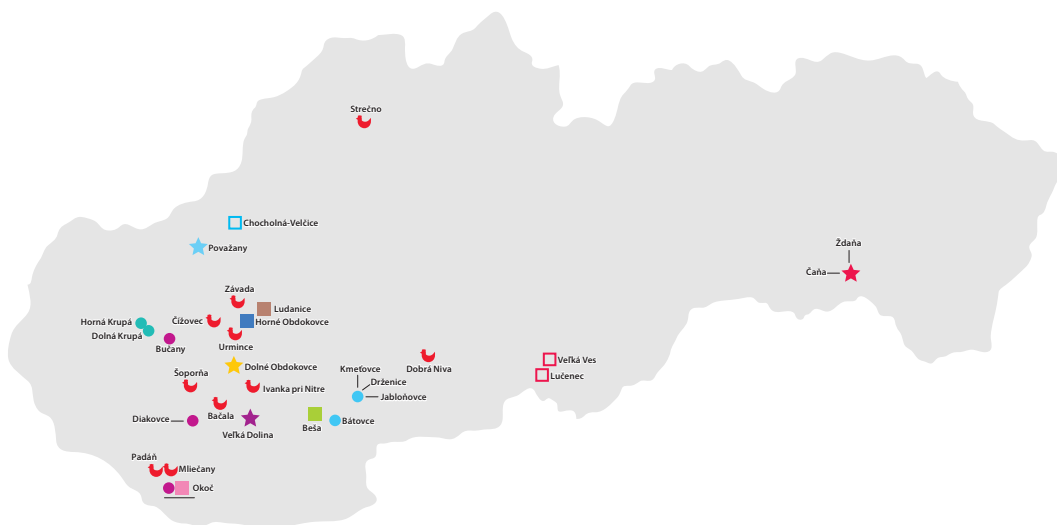 Strečno
Chocholná-Velčice
Považany
Ždaňa
Čaňa
Závada
Ludanice
Horná Krupá
Čížovec
Horné Obdokovce
Dolná Krupá
Bučany
Urmince
Veľká Ves
Dobrá Niva
Dolné Obdokovce
Kmeťovce
Lučenec
Šoporňa
Drženice
Ivanka pri Nitre
Jabloňovce
Bačala
Diakovce
Beša
Bátovce
Veľká Dolina
Padáň
Mliečany
Okoč